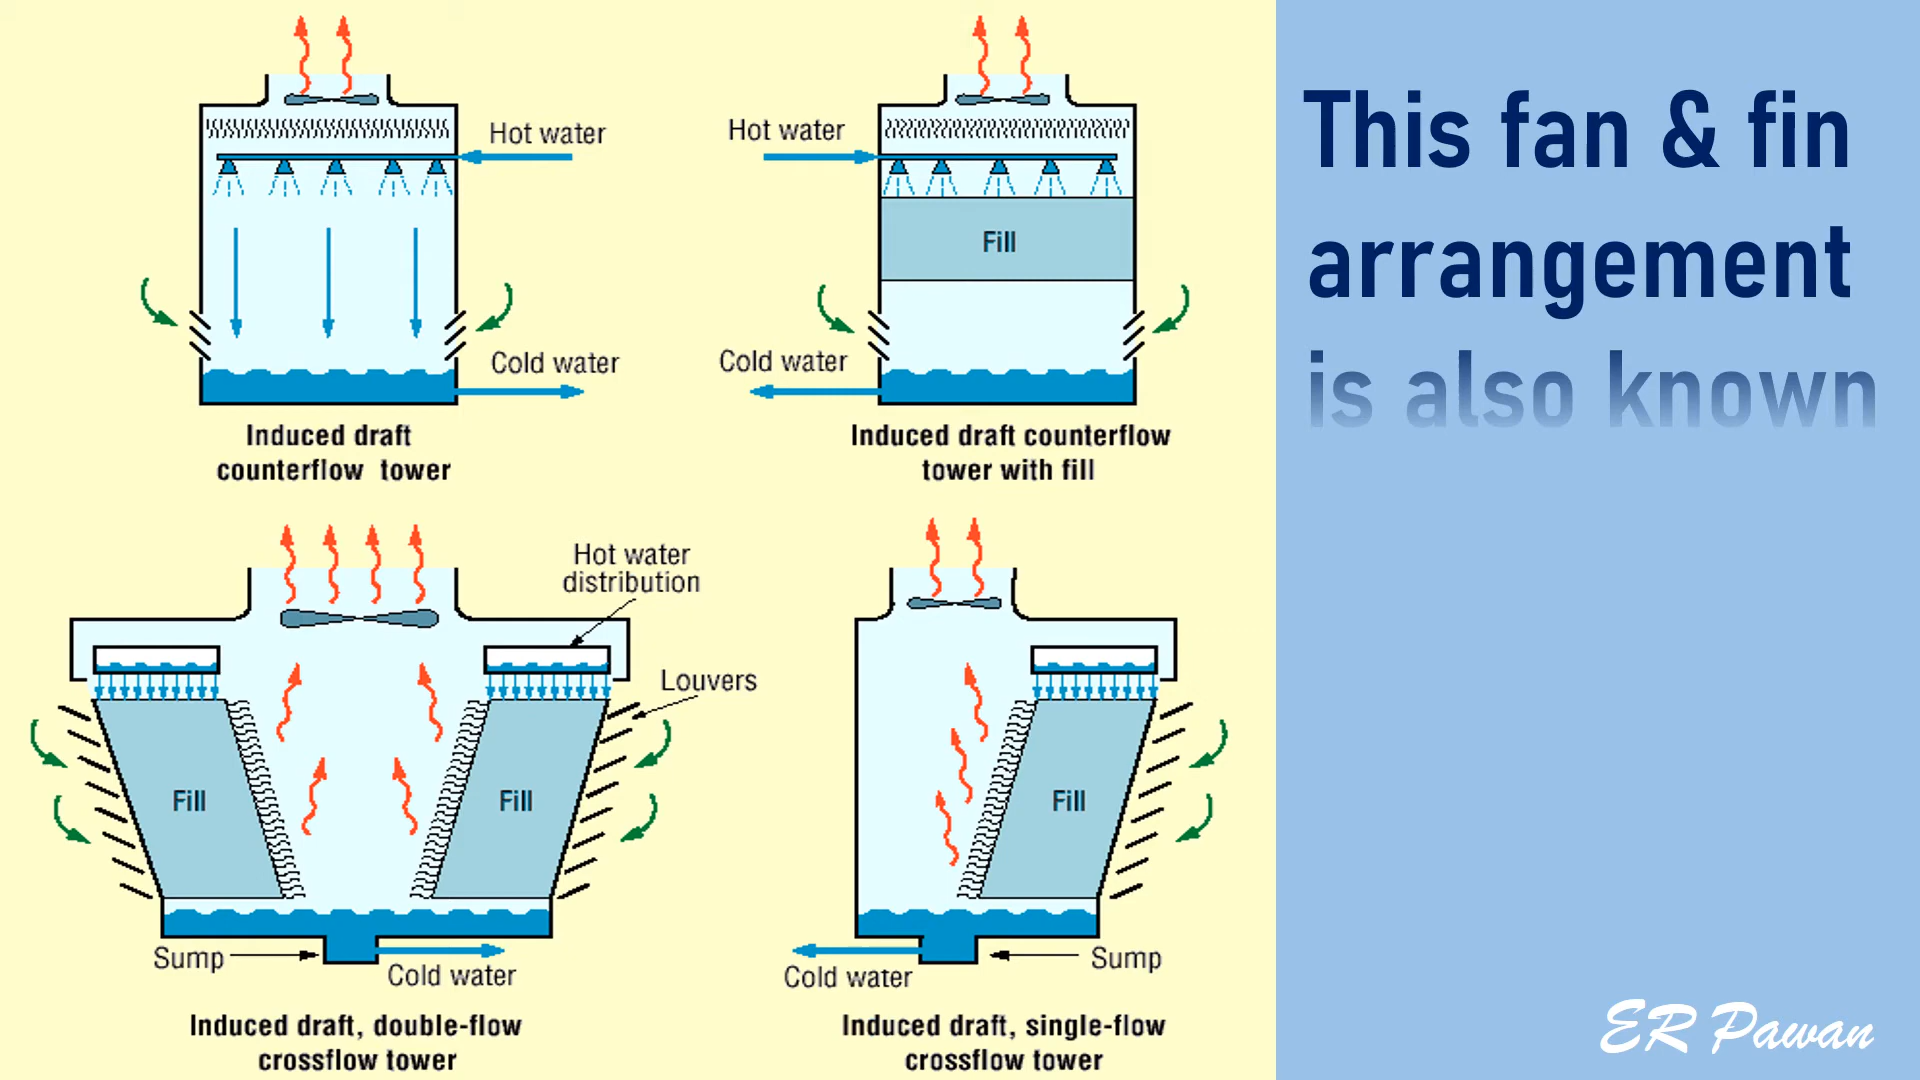 Hot water
Cold water
Induced draft
counterflow tower
Hot water
Fill
Cold water
Induced draft counterflow
tower with fill
Hot water
distribution
Louvers
Fill
Fill
Sump
Cold water
Induced draft, double-flow
crossflow tower
Fill
Cold water
Sump
Induced draft, single-flow
crossflow tower
This fan & fin
arrangement
is also known
ER Pawan